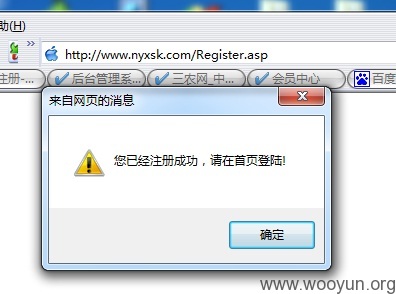 助(H)
http://www.nyxsk.com/Register.asp
注册-...
后台管理系...
三农网_中...
会员中心
百度
来自网页的消息
您已经注册成功，请在首页登陆!
确定
www.wooyun.org